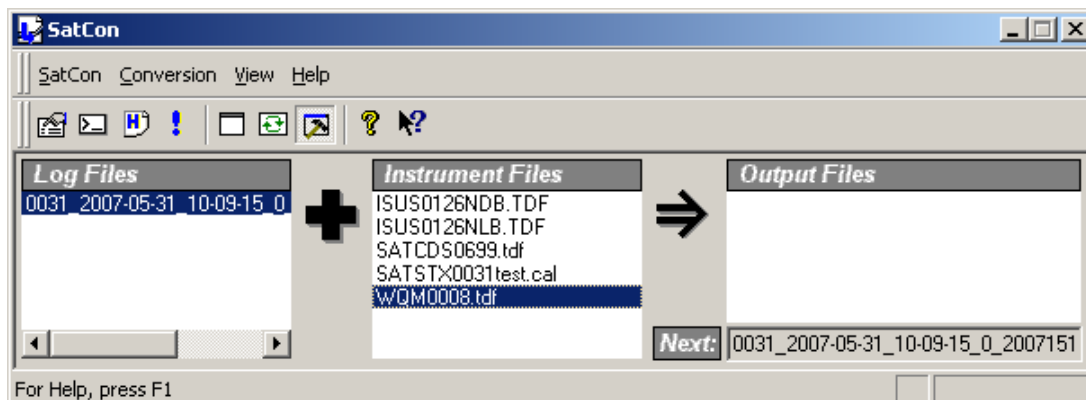 SatCon
SatCon Conversion View Help
Log Files
0031_2007-05-31_10-09-15_0
Instrument Files
ISUS0126NDB.TDF
ISUS0126NLB.TDF
SATCDS0699.tdf
SATSTX0031test.cal
WQM0008.tdf
Output Files
Next: 0031_2007-05-31_10-09-15_0_2007151
For Help, press F1